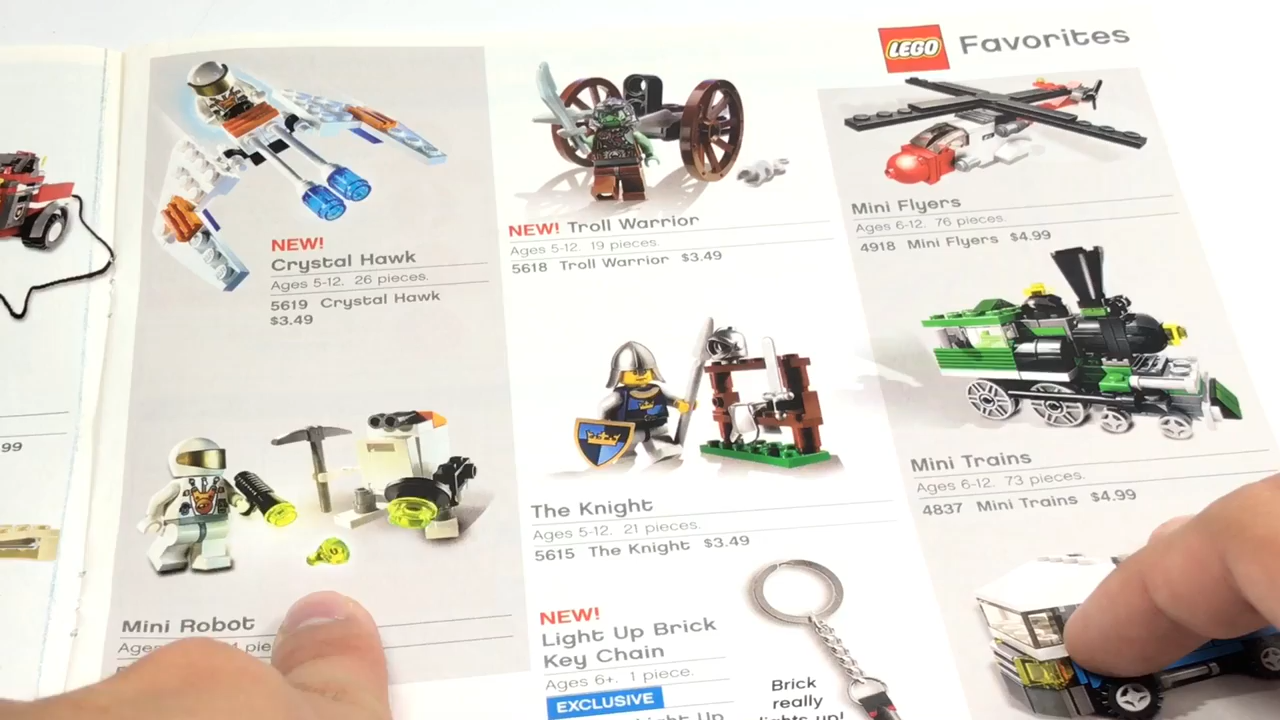 LEGO Favorites
99
NEW!
Crystal Hawk
Ages 5-12. 26 pieces.
5619 Crystal Hawk
$3.49
Mini Robot
NEW! Troll Warrior
Ages 5-12. 19 pieces.
5618 Troll Warrior $3.49
The Knight
Ages 5-12. 21 pieces.
5615 The Knight $3.49
NEW!
Light Up Brick
Key Chain
Ages 6+. 1 piece.
EXCLUSIVE
Light Up
Brick
really
lights up!
Mini Flyers
Ages 6-12. 76 pieces.
4918 Mini Flyers $4.99
Mini Trains
Ages 6-12. 73 pieces.
4837 Mini Trains $4.99